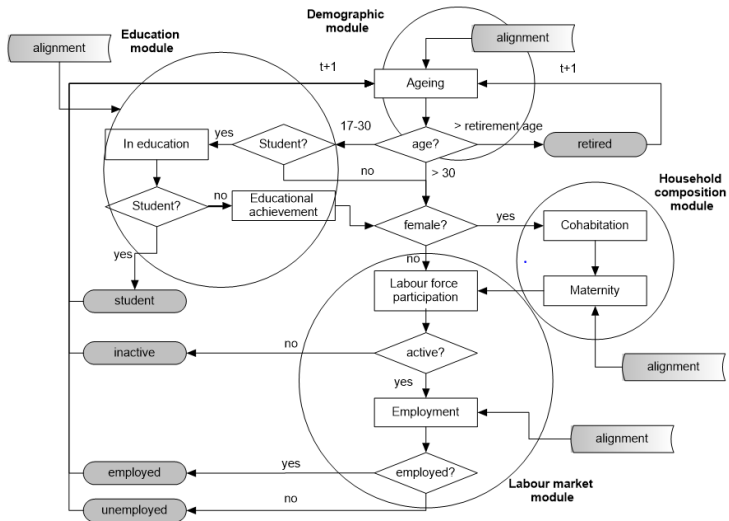 Demographic
module
Education
module
alignment
alignment
t+1
t+1
Ageing
17-30
> retirement age
In education
yes
Student?
age?
retired
no
> 30
Household
composition
module
Student?
no
Educational
achievement
female?
yes
Cohabitation
yes
no
student
Labour force
participation
Maternity
inactive
no
active?
alignment
yes
Employment
alignment
employed
yes
employed?
Labour market
module
unemployed
no